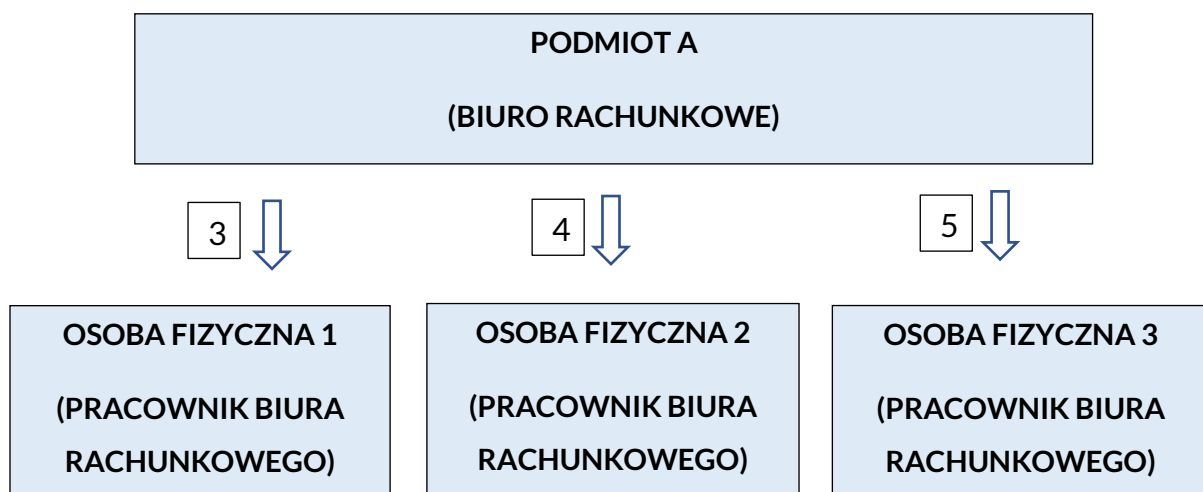 PODMIOT A
(BIURO RACHUNKOWE)
3
4
5
OSOBA FIZYCZNA 1
(PRACOWNIK BIURA
RACHUNKOWEGO)
OSOBA FIZYCZNA 2
(PRACOWNIK BIURA
RACHUNKOWEGO)
OSOBA FIZYCZNA 3
(PRACOWNIK BIURA
RACHUNKOWEGO)